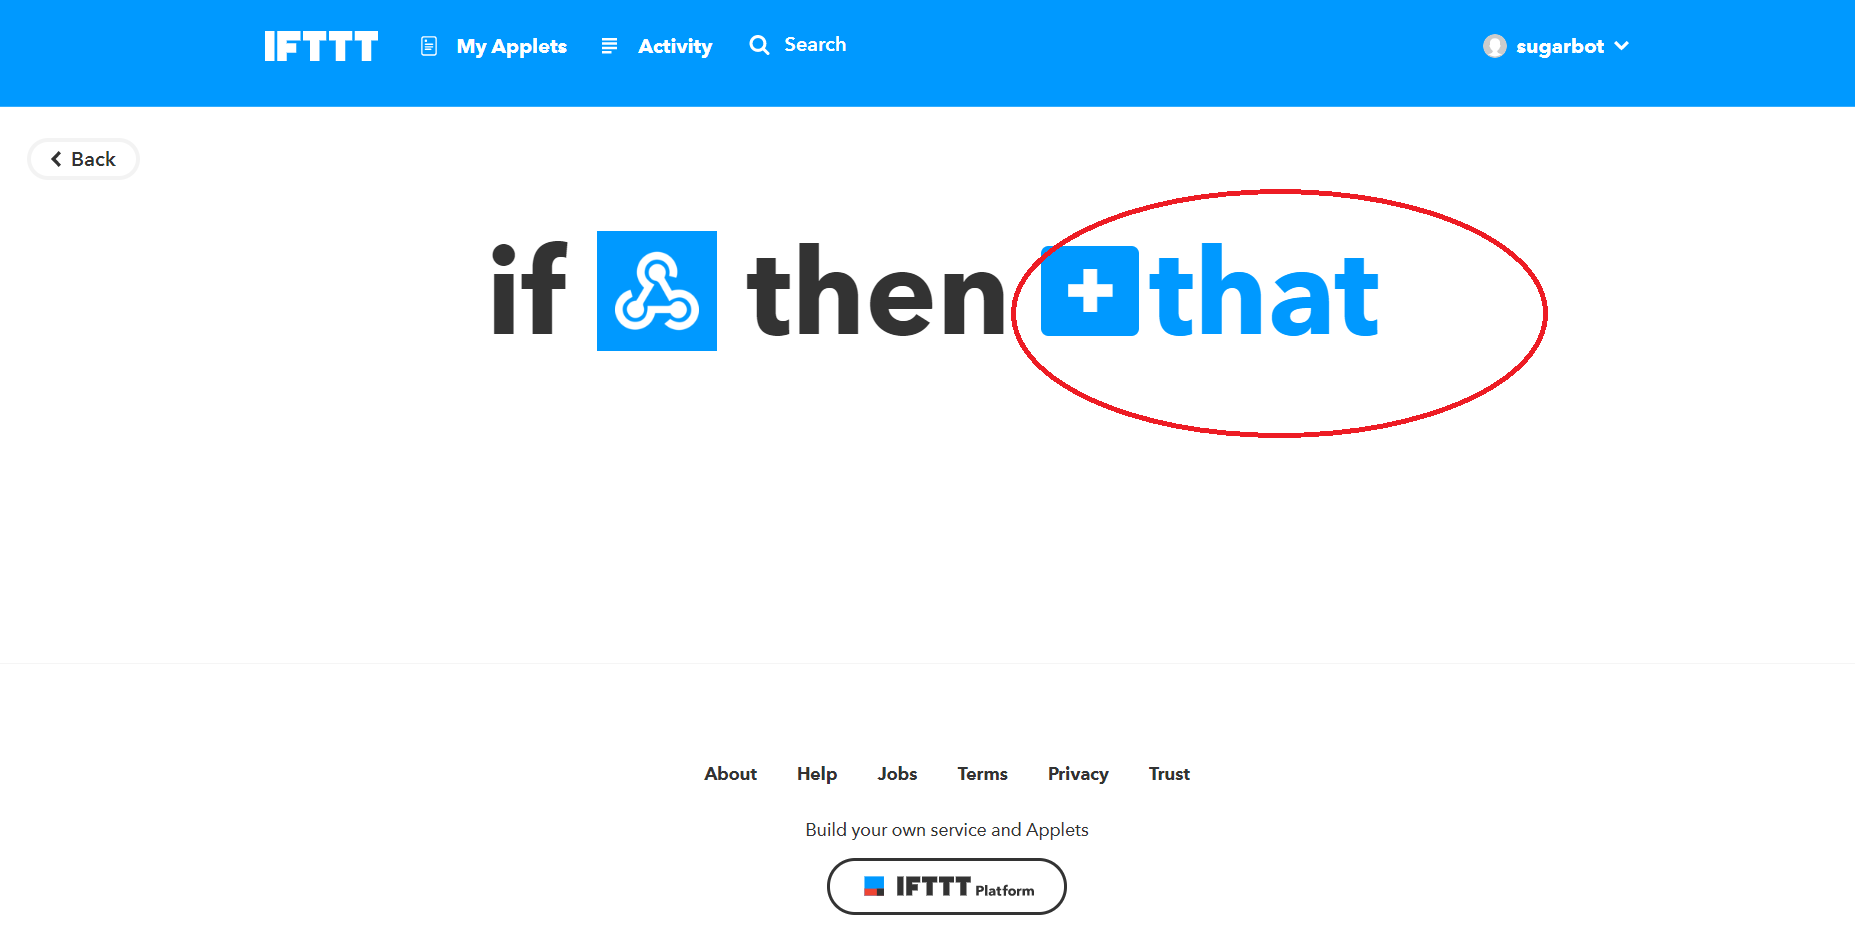 IFTTT My Applets Activity Search sugarbot
Back
if then +that
About Help Jobs Terms Privacy Trust
Build your own service and Applets
IFTTT Platform